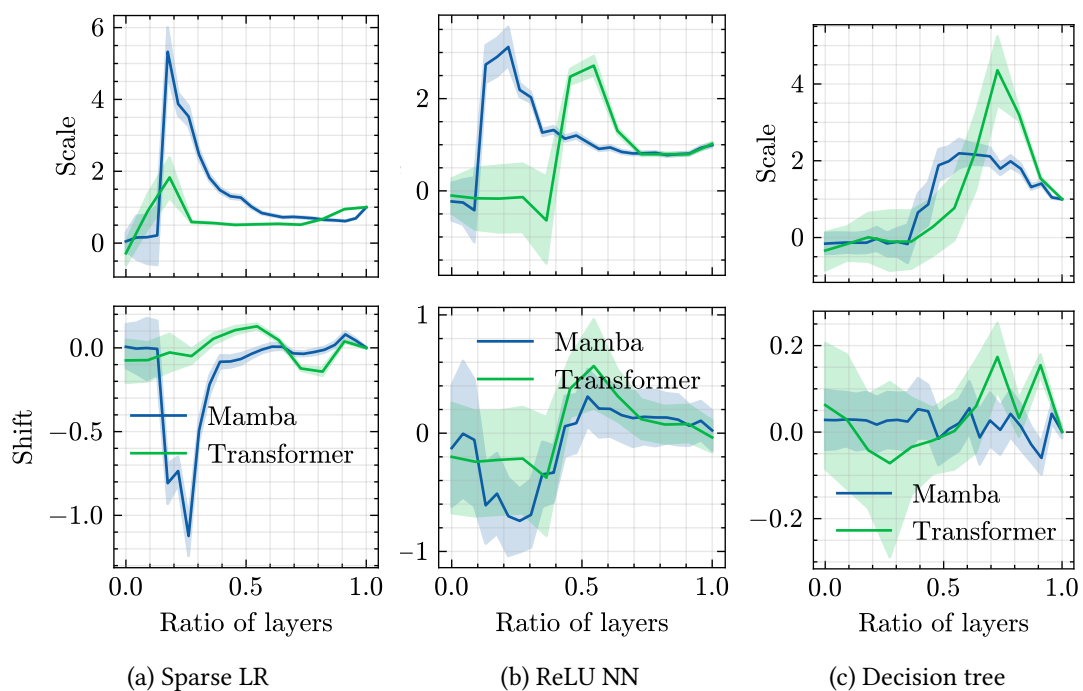 Scale
6
4
2
0
2
0
Scale
4
2
0
Shift
0.0
−0.5
−1.0
Mamba
Transformer
0.0 0.5 1.0
Ratio of layers
1
0
−1
Mamba
Transformer
0.0 0.5 1.0
Ratio of layers
0.2
0.0
−0.2
Mamba
Transformer
0.0 0.5 1.0
Ratio of layers
(a) Sparse LR
(b) ReLU NN
(c) Decision tree